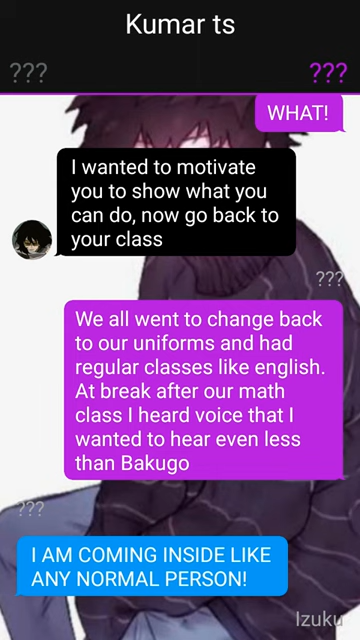 Kumar ts
??? ???
WHAT!
I wanted to motivate
you to show what you
can do, now go back to
your class
???
We all went to change back
to our uniforms and had
regular classes like english.
At break after our math
class I heard voice that I
wanted to hear even less
than Bakugo
???
I AM COMING INSIDE LIKE
ANY NORMAL PERSON!
Izuku